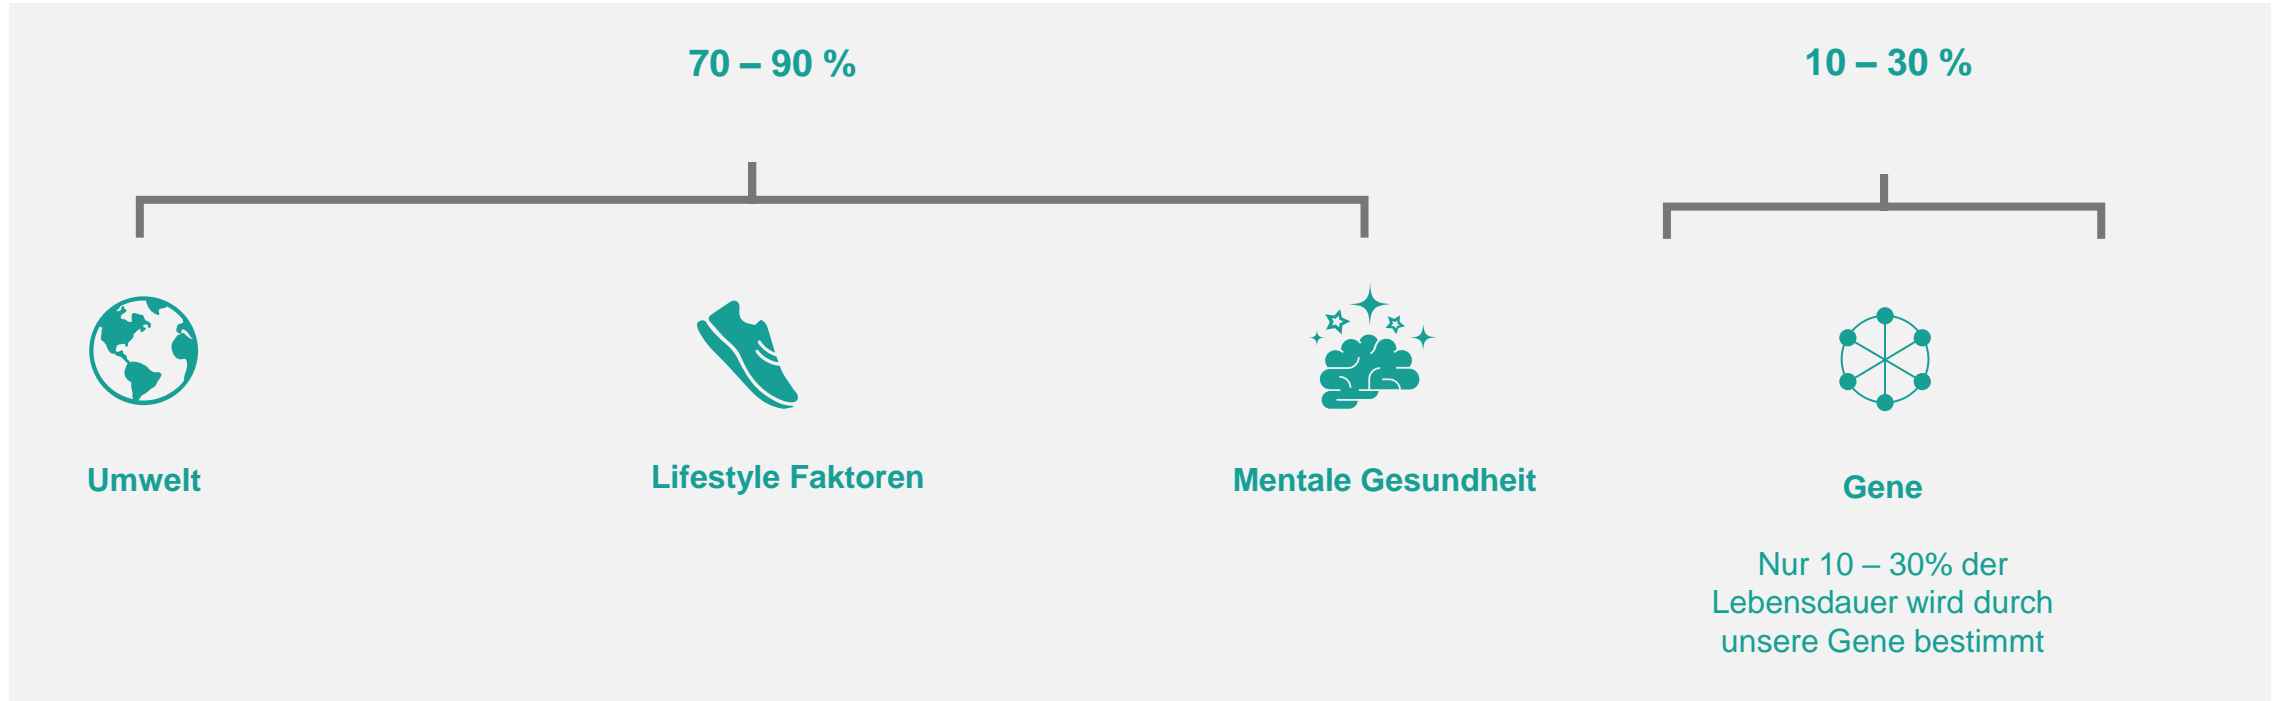 70 – 90 %
10 – 30 %
Umwelt
Lifestyle Faktoren
Mentale Gesundheit
Gene
Nur 10 – 30% der
Lebensdauer wird durch
unsere Gene bestimmt